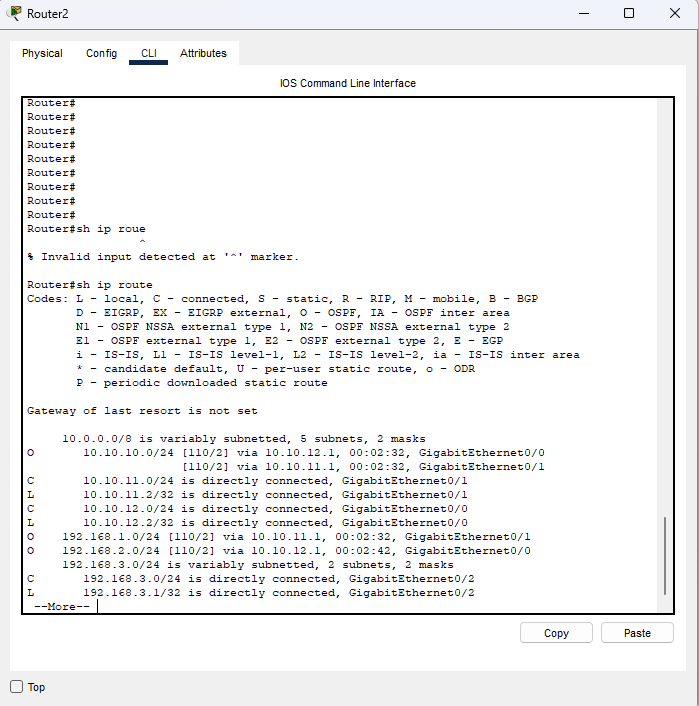 Router2
Physical Config CLI Attributes
IOS Command Line Interface
Router#
Router#
Router#
Router#
Router#
Router#
Router#
Router#
Router#
Router#sh ip roue
^
% Invalid input detected at '^' marker.
Router#sh ip route
Codes: L - local, C - connected, S - static, R - RIP, M - mobile, B - BGP
D - EIGRP, EX - EIGRP external, O - OSPF, IA - OSPF inter area
N1 - OSPF NSSA external type 1, N2 - OSPF NSSA external type 2
E1 - OSPF external type 1, E2 - OSPF external type 2, E - EGP
i - IS-IS, L1 - IS-IS level-1, L2 - IS-IS level-2, ia - IS-IS inter area
* - candidate default, U - per-user static route, o - ODR
P - periodic downloaded static route
Gateway of last resort is not set
10.0.0.0/8 is variably subnetted, 5 subnets, 2 masks
O 10.10.10.0/24 [110/2] via 10.10.12.1, 00:02:32, GigabitEthernet0/0
[110/2] via 10.10.11.1, 00:02:32, GigabitEthernet0/1
C 10.10.11.0/24 is directly connected, GigabitEthernet0/1
L 10.10.11.2/32 is directly connected, GigabitEthernet0/1
C 10.10.12.0/24 is directly connected, GigabitEthernet0/0
L 10.10.12.2/32 is directly connected, GigabitEthernet0/0
O 192.168.1.0/24 [110/2] via 10.10.11.1, 00:02:32, GigabitEthernet0/1
O 192.168.2.0/24 [110/2] via 10.10.12.1, 00:02:42, GigabitEthernet0/0
192.168.3.0/24 is variably subnetted, 2 subnets, 2 masks
C 192.168.3.0/24 is directly connected, GigabitEthernet0/2
L 192.168.3.1/32 is directly connected, GigabitEthernet0/2
--More--
Copy Paste
Top